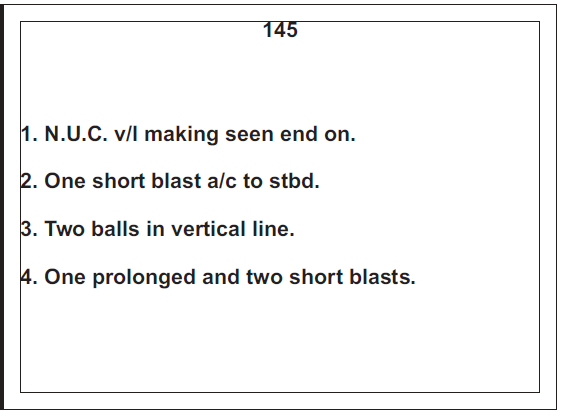 145
1. N.U.C. v/l making seen end on.
2. One short blast a/c to stbd.
3. Two balls in vertical line.
4. One prolonged and two short blasts.